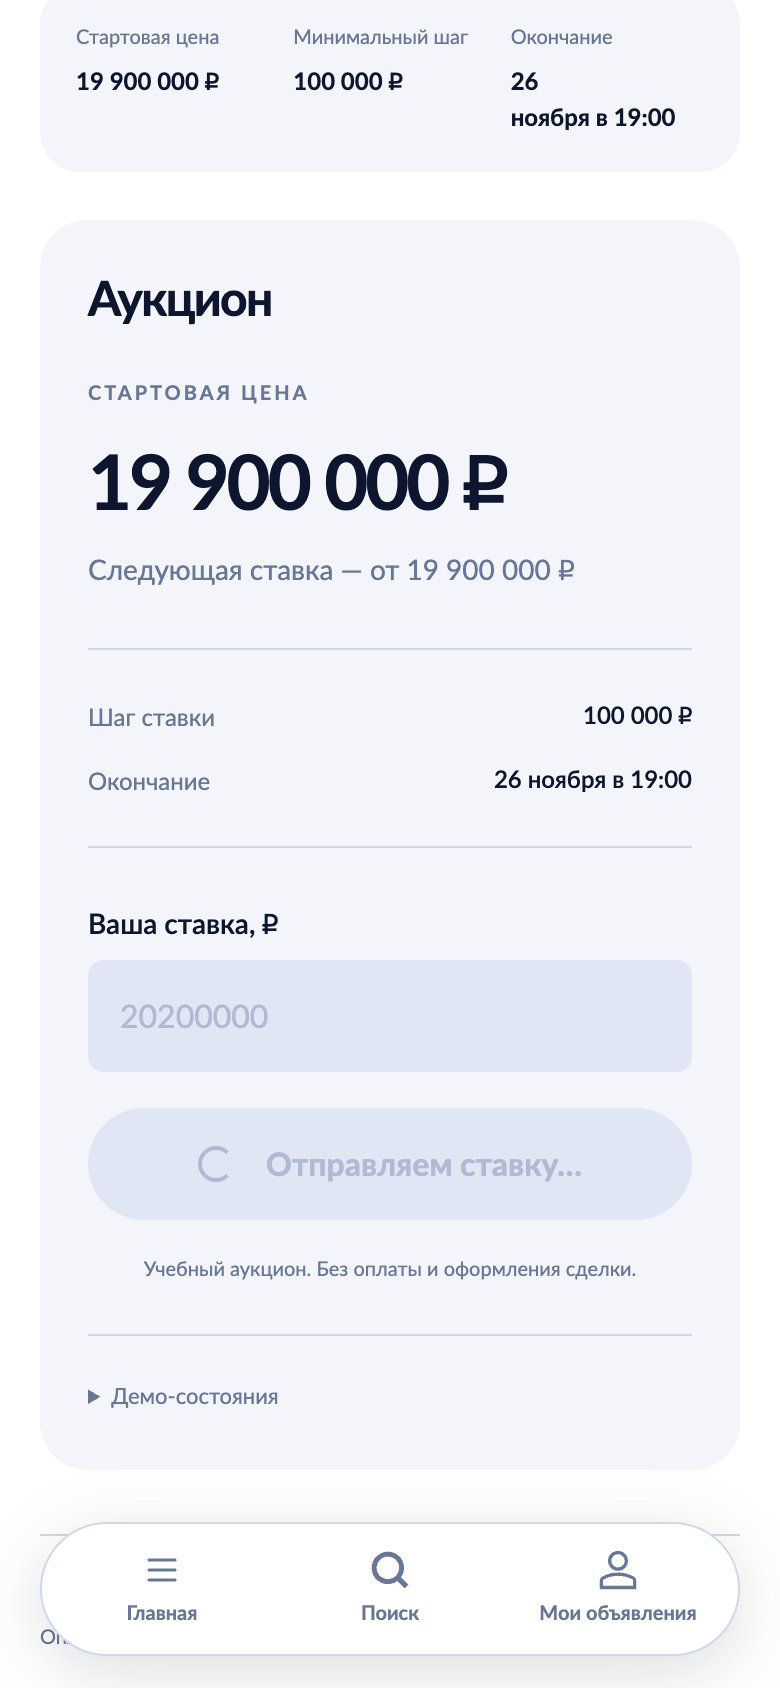 Стартовая цена
Минимальный шаг
Окончание
19 900 000 ₽
100 000 ₽
26
ноября в 19:00
Аукцион
СТАРТОВАЯ ЦЕНА
19 900 000 ₽
Следующая ставка — от 19 900 000 ₽
Шаг ставки
100 000 ₽
Окончание
26 ноября в 19:00
Ваша ставка, ₽
20200000
Отправляем ставку...
Учебный аукцион. Без оплаты и оформления сделки.
Демо-состояния
Главная
Поиск
Мои объявления